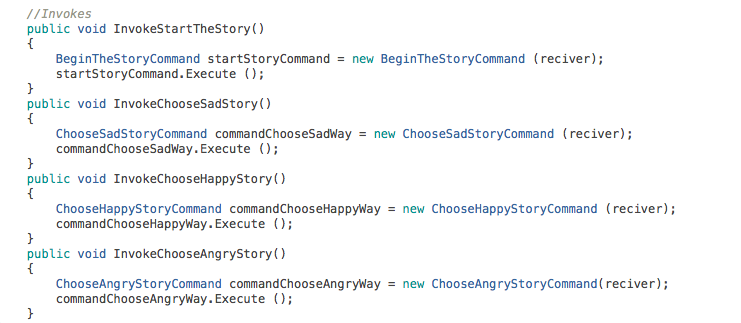 //Invokes
public void InvokeStartTheStory()
{
    BeginTheStoryCommand startStoryCommand = new BeginTheStoryCommand (reciver);
    startStoryCommand.Execute ();
}
public void InvokeChooseSadStory()
{
    ChooseSadStoryCommand commandChooseSadWay = new ChooseSadStoryCommand (reciver);
    commandChooseSadWay.Execute ();
}
public void InvokeChooseHappyStory()
{
    ChooseHappyStoryCommand commandChooseHappyWay = new ChooseHappyStoryCommand (reciver);
    commandChooseHappyWay.Execute ();
}
public void InvokeChooseAngryStory()
{
    ChooseAngryStoryCommand commandChooseAngryWay = new ChooseAngryStoryCommand(reciver);
    commandChooseAngryWay.Execute ();
}